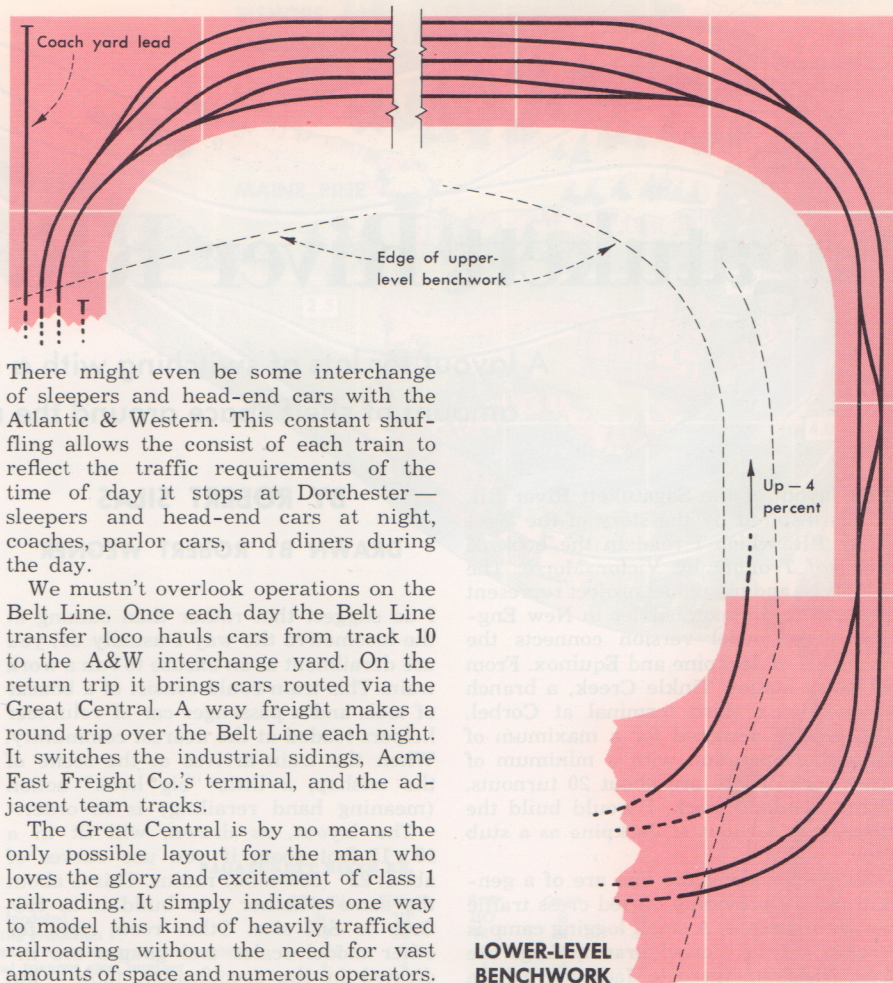 Coach yard lead
Edge of upper-
level benchwork
There might even be some interchange
of sleepers and head-end cars with the
Atlantic & Western. This constant shuf-
fling allows the consist of each train to
reflect the traffic requirements of the
time of day it stops at Dorchester—
sleepers and head-end cars at night,
coaches, parlor cars, and diners during
the day.
We mustn't overlook operations on the
Belt Line. Once each day the Belt Line
transfer loco hauls cars from track 10
to the A&W interchange yard. On the
return trip it brings cars routed via the
Great Central. A way freight makes a
round trip over the Belt Line each night.
It switches the industrial sidings, Acme
Fast Freight Co.'s terminal, and the ad-
jacent team tracks.
The Great Central is by no means the
only possible layout for the man who
loves the glory and excitement of class 1
railroading. It simply indicates one way
to model this kind of heavily trafficked
railroading without the need for vast
amounts of space and numerous operators.
Up—4
percent
LOWER-LEVEL
BENCHWORK